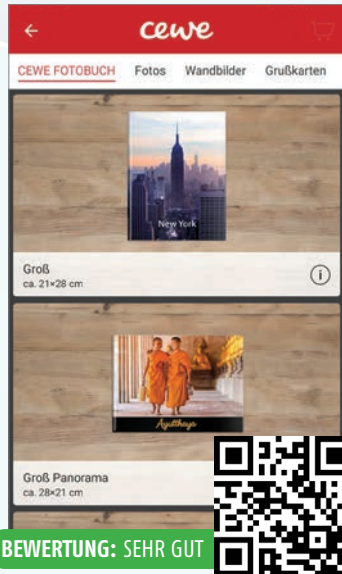 cewe
CEWE FOTOBUCH Fotos Wandbilder Grußkarten
New York
Groß
ca. 21×28 cm
i
Ayutthaya
Groß Panorama
ca. 28×21 cm
BEWERTUNG: SEHR GUT